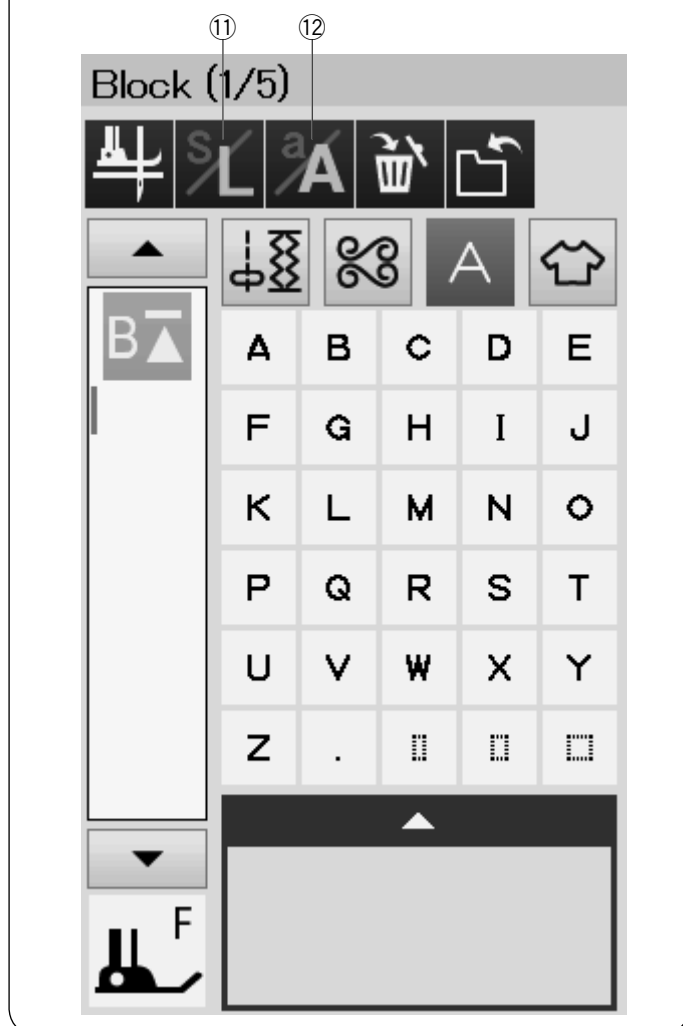 ⑪ ⑫
Block (1/5)
S/L a/A
A
B
A B C D E
F G H I J
K L M N O
P Q R S T
U V W X Y
Z .
F